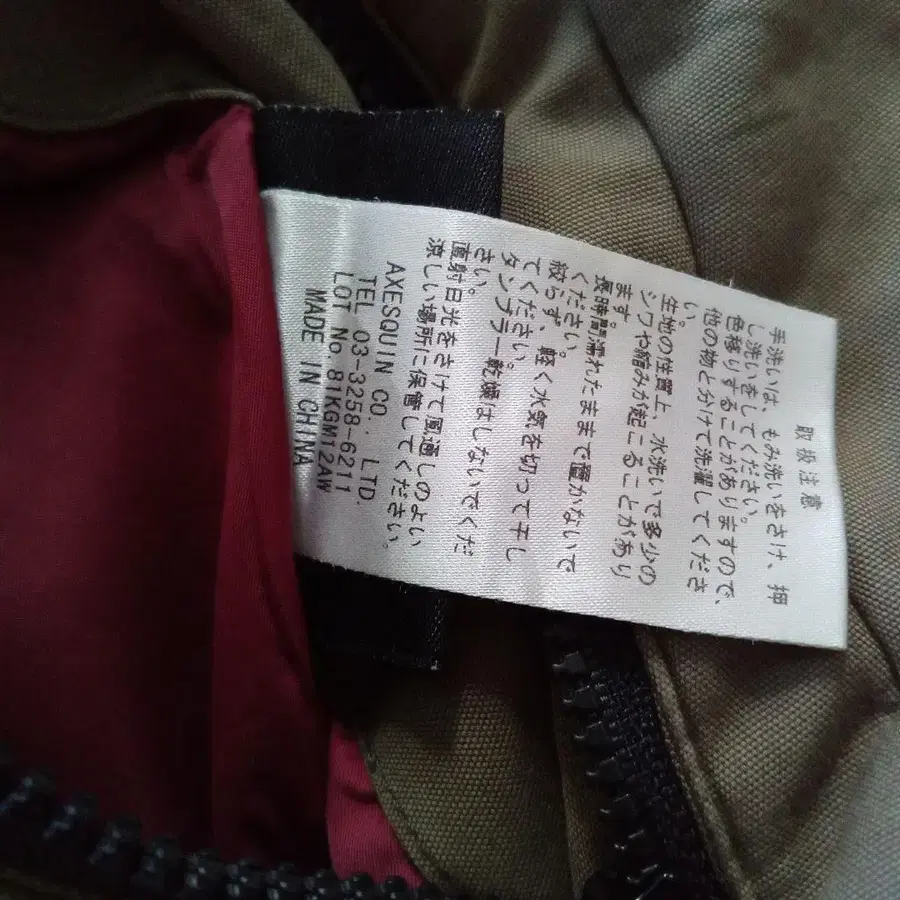 取扱注意
手洗いは、もみ洗いをさけ、押
し洗いをしてください。
色移りすることがありますので、
他の物と分けて洗濯してくださ
い。
生地の性質上、水洗いで多少の
シワや縮みが起こることがあり
ます。
長時間濡れたままで置かないで
ください。
絞らず、軽く水気を切って干し
てください。
タンブラー乾燥はしないでくだ
さい。
直射日光をさけて風通しのよい
涼しい場所に保管してください。
AXESQUIN CO., LTD.
TEL 03-3258-6211
LOT No.81KGM12AW
MADE IN CHINA